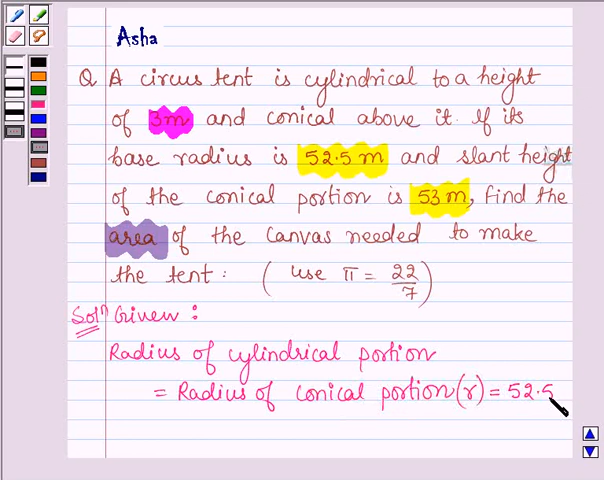 Asha
Q A circus tent is cylindrical to a height
of 3m and conical above it. If its
base radius is 52.5 m and slant height
of the conical portion is 53 m, find the
area of the canvas needed to make
the tent : ( use π = 22/7 )
Solⁿ Given :
Radius of cylindrical portion
= Radius of conical portion (r) = 52.5